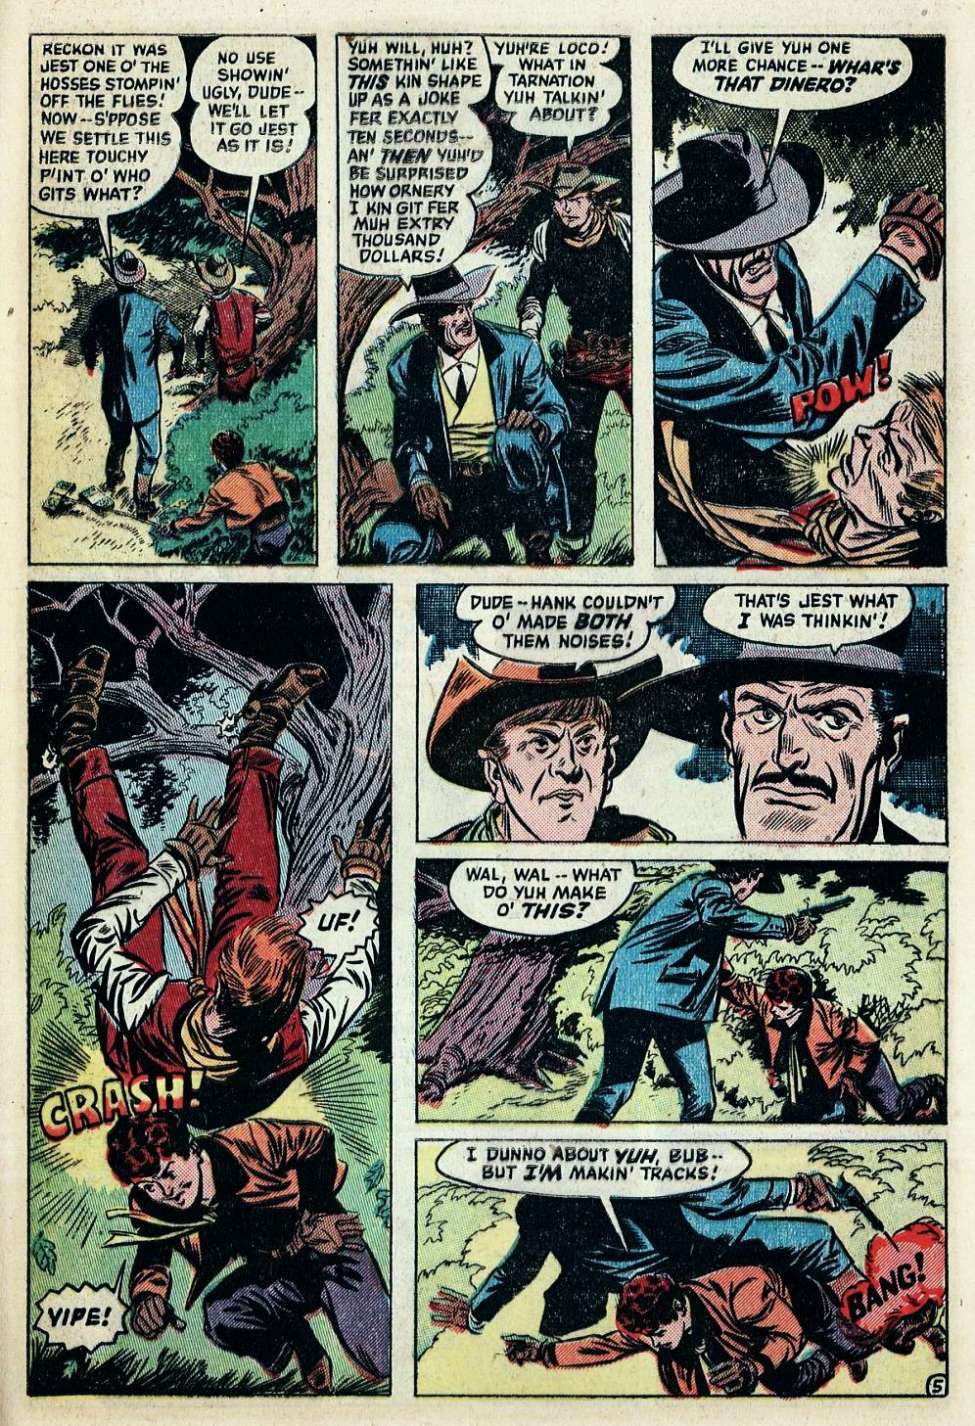 RECKON IT WAS
JEST ONE O' THE
HOSSES STOMPIN'
OFF THE FLIES!
NOW--S'PPOSE
WE SETTLE THIS
HERE TOUCHY
P'INT O' WHO
GITS WHAT?
NO USE
SHOWIN'
UGLY, DUDE--
WE'LL LET
IT GO JEST
AS IT IS!
YUH WILL, HUH?
SOMETHIN' LIKE
THIS KIN SHAPE
UP AS A JOKE
FER EXACTLY
TEN SECONDS--
AN' THEN YUH'D
BE SURPRISED
HOW ORNERY
I KIN GIT FER
MUH EXTRY
THOUSAND
DOLLARS!
YUH'RE LOCO!
WHAT IN
TARNATION
YUH TALKIN'
ABOUT?
I'LL GIVE YUH ONE
MORE CHANCE-- WHAR'S
THAT DINERO?
POW!
UF!
CRASH!
YIPE!
DUDE--HANK COULDN'T
O' MADE BOTH
THEM NOISES!
THAT'S JEST WHAT
I WAS THINKIN'!
WAL, WAL -- WHAT
DO YUH MAKE
O' THIS?
I DUNNO ABOUT YUH, BUB--
BUT I'M MAKIN' TRACKS!
BANG!
5